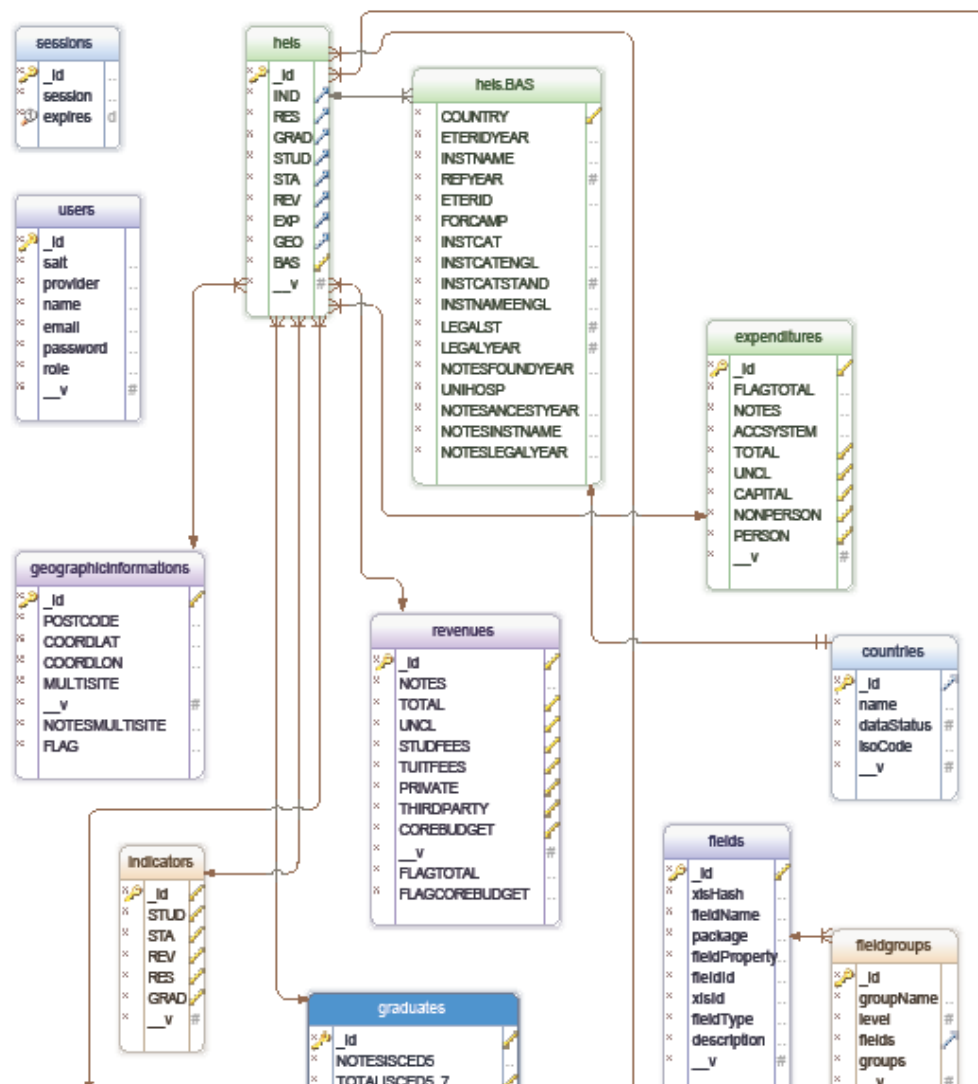 sessions
_id
session
expires
d
users
_id
salt
provider
name
email
password
role
__v
#
heis
_id
IND
RES
GRAD
STUD
STA
REV
EXP
GEO
BAS
__v
#
heis.BAS
COUNTRY
ETERIDYEAR
INSTNAME
REFYEAR
#
ETERID
FORCAMP
INSTCAT
INSTCATENGL
INSTCATSTAND
#
INSTNAMEENGL
LEGALST
#
LEGALYEAR
#
NOTESFOUNDYEAR
UNIHOSP
NOTESANCESTYEAR
NOTESINSTNAME
NOTESLEGALYEAR
expenditures
_id
FLAGTOTAL
NOTES
ACCSYSTEM
TOTAL
UNCL
CAPITAL
NONPERSON
PERSON
__v
#
geographicinformations
_id
POSTCODE
COORDLAT
COORDLON
MULTISITE
__v
#
NOTESMULTISITE
FLAG
revenues
_id
NOTES
TOTAL
UNCL
STUDFEES
TUITFEES
PRIVATE
THIRDPARTY
COREBUDGET
__v
#
FLAGTOTAL
FLAGCOREBUDGET
countries
_id
name
dataStatus
#
isoCode
__v
#
indicators
_id
STUD
STA
REV
RES
GRAD
__v
#
graduates
_id
NOTESISCED5
TOTALISCED5_7
fields
_id
xlsHash
fieldName
package
fieldProperty
fieldId
xlsId
fieldType
description
__v
#
fieldgroups
_id
groupName
level
#
fields
groups
__v
#